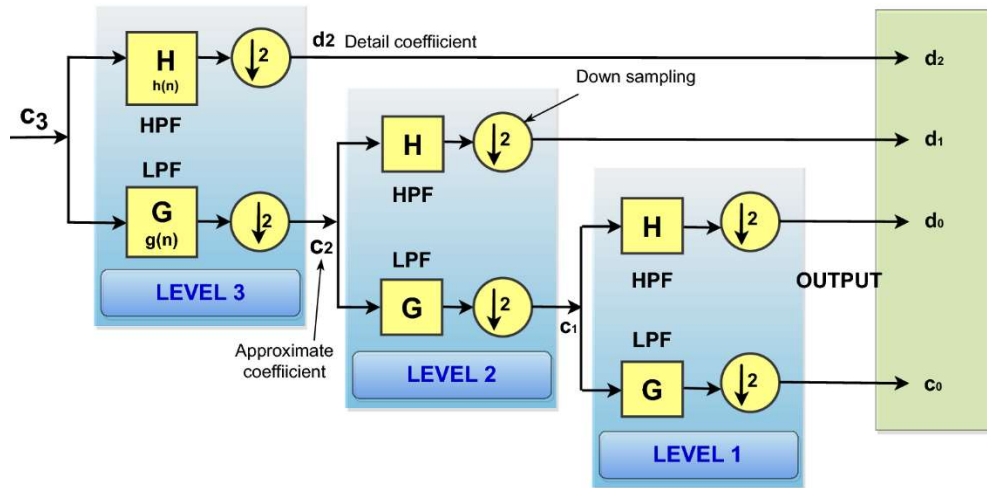 d2 Detail coeffiicient
H
h(n)
2
d2
Down sampling
c3
HPF
H
2
d1
LPF
HPF
G
g(n)
2
c2
H
2
d0
LPF
HPF
OUTPUT
LEVEL 3
G
2
c1
Approximate
coeffiicient
LPF
LEVEL 2
G
2
c0
LEVEL 1